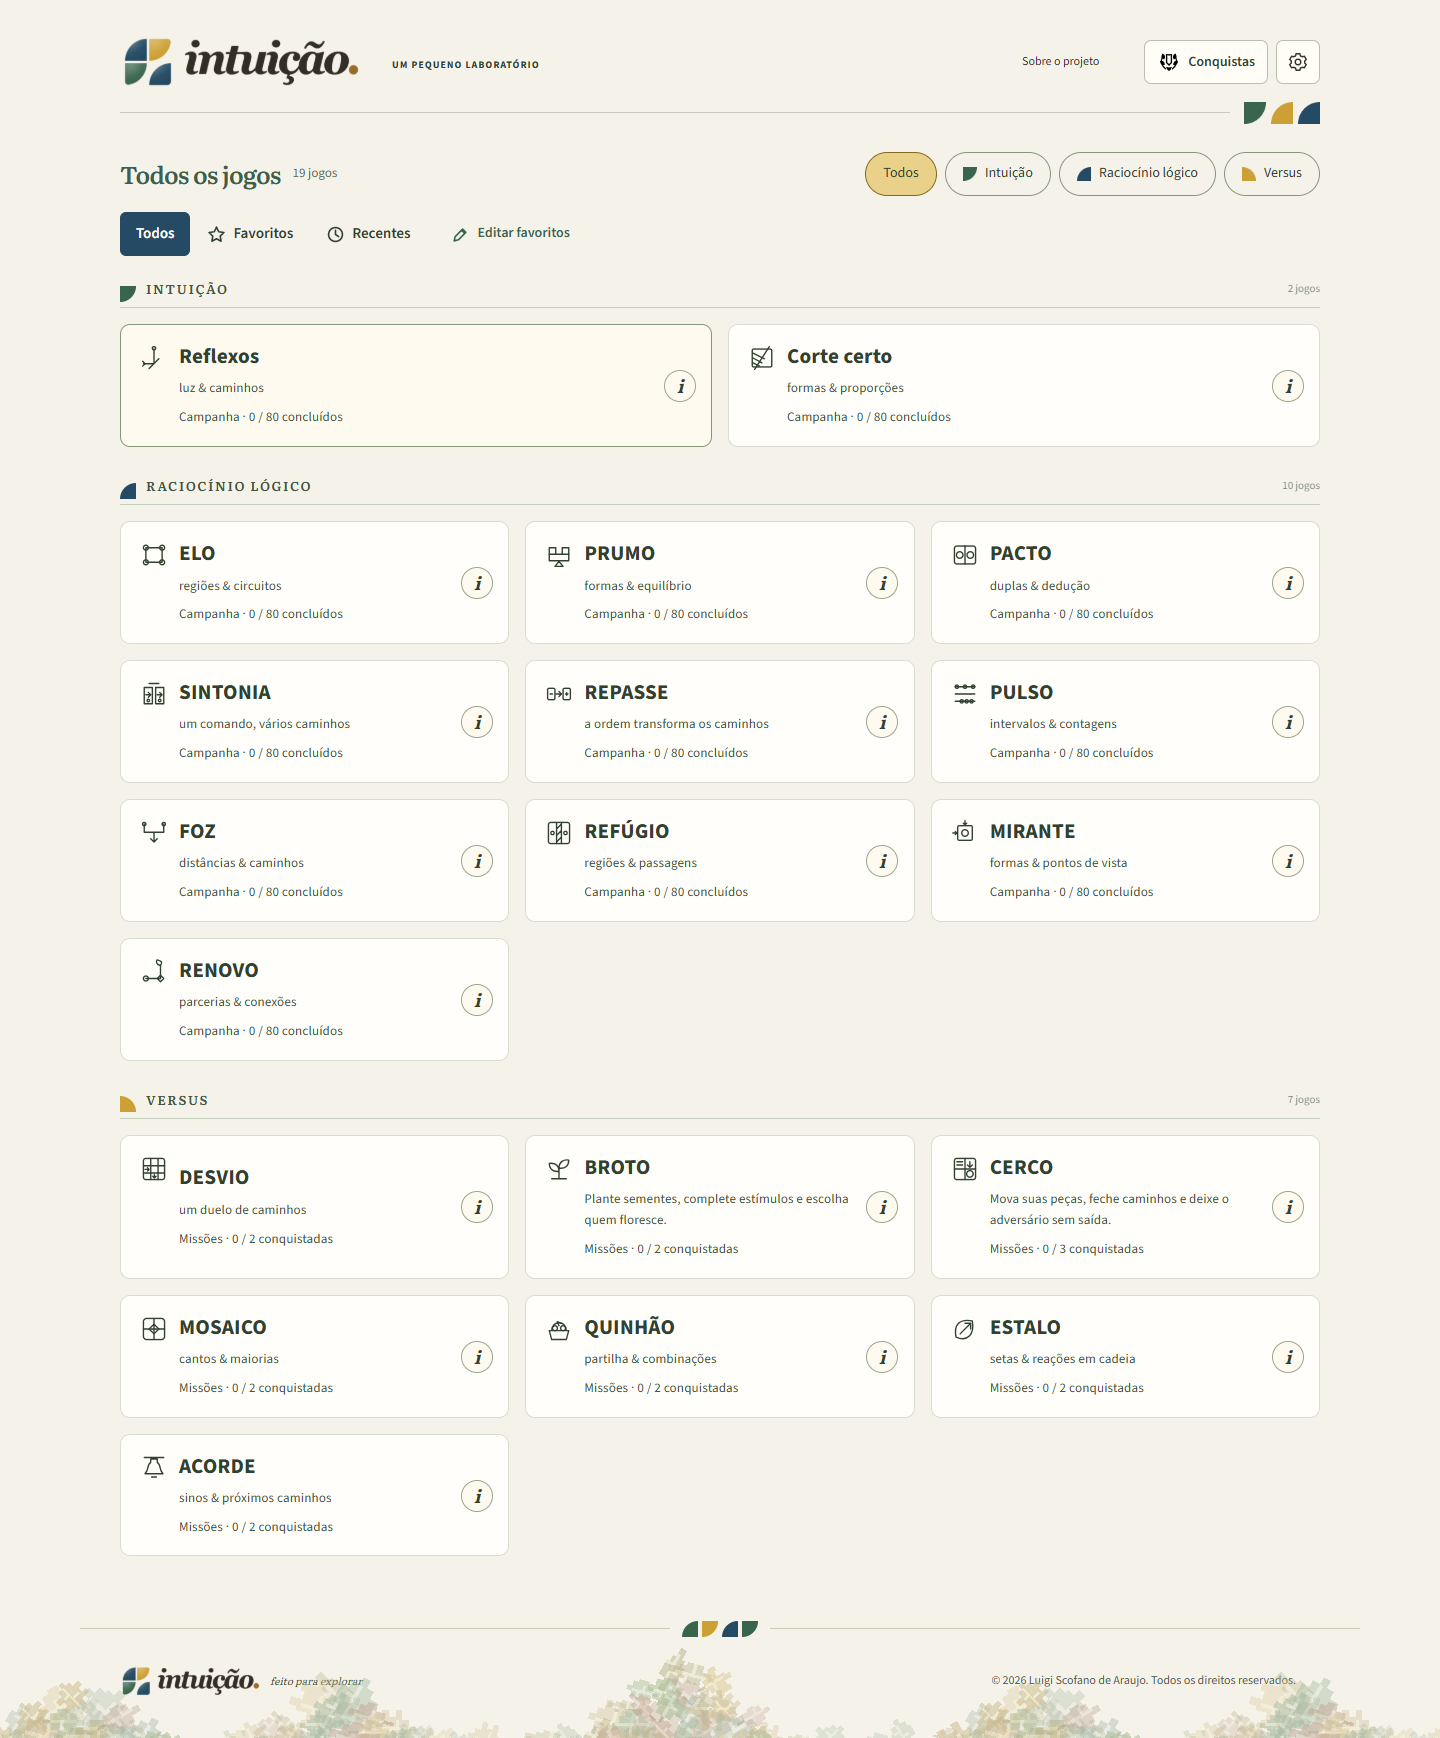 intuição.
UM PEQUENO LABORATÓRIO
Sobre o projeto
Conquistas
Todos os jogos
19 jogos
Todos
Intuição
Raciocínio lógico
Versus
Todos
Favoritos
Recentes
Editar favoritos
INTUIÇÃO
2 jogos
Reflexos
luz & caminhos
Campanha · 0 / 80 concluídos
i
Corte certo
formas & proporções
Campanha · 0 / 80 concluídos
i
RACIOCÍNIO LÓGICO
10 jogos
ELO
regiões & circuitos
Campanha · 0 / 80 concluídos
i
PRUMO
formas & equilíbrio
Campanha · 0 / 80 concluídos
i
PACTO
duplas & dedução
Campanha · 0 / 80 concluídos
i
SINTONIA
um comando, vários caminhos
Campanha · 0 / 80 concluídos
i
REPASSE
a ordem transforma os caminhos
Campanha · 0 / 80 concluídos
i
PULSO
intervalos & contagens
Campanha · 0 / 80 concluídos
i
FOZ
distâncias & caminhos
Campanha · 0 / 80 concluídos
i
REFÚGIO
regiões & passagens
Campanha · 0 / 80 concluídos
i
MIRANTE
formas & pontos de vista
Campanha · 0 / 80 concluídos
i
RENOVO
parcerias & conexões
Campanha · 0 / 80 concluídos
i
VERSUS
7 jogos
DESVIO
um duelo de caminhos
Missões · 0 / 2 conquistadas
i
BROTO
Plante sementes, complete estímulos e escolha
quem floresce.
Missões · 0 / 2 conquistadas
i
CERCO
Mova suas peças, feche caminhos e deixe o
adversário sem saída.
Missões · 0 / 3 conquistadas
i
MOSAICO
cantos & maiorias
Missões · 0 / 2 conquistadas
i
QUINHÃO
partilha & combinações
Missões · 0 / 2 conquistadas
i
ESTALO
setas & reações em cadeia
Missões · 0 / 2 conquistadas
i
ACORDE
sinos & próximos caminhos
Missões · 0 / 2 conquistadas
i
intuição.
feito para explorar
© 2026 Luigi Scofano de Araujo. Todos os direitos reservados.